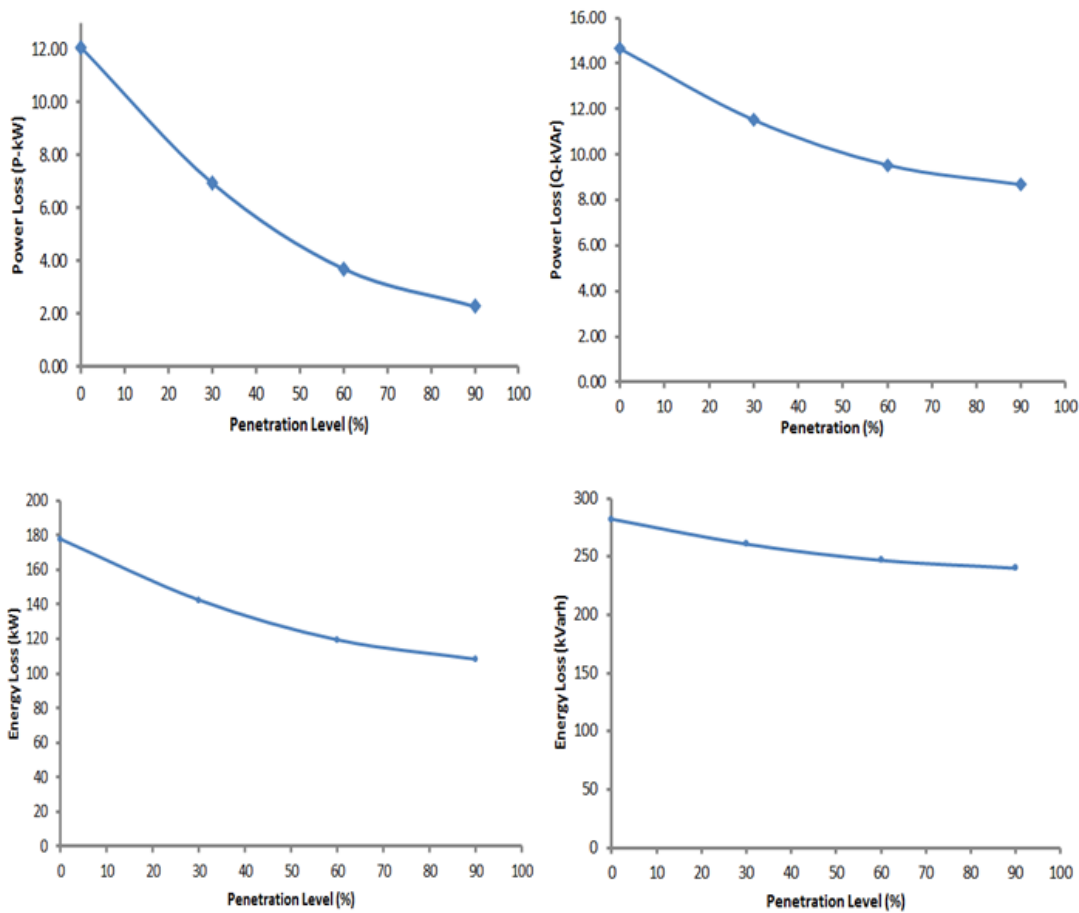 12.00
10.00
8.00
6.00
4.00
2.00
0.00
0 10 20 30 40 50 60 70 80 90 100
Power Loss (P-kW)
Penetration Level (%)
16.00
14.00
12.00
10.00
8.00
6.00
4.00
2.00
0.00
0 10 20 30 40 50 60 70 80 90 100
Power Loss (Q-kVAr)
Penetration (%)
200
180
160
140
120
100
80
60
40
20
0
0 10 20 30 40 50 60 70 80 90 100
Energy Loss (kW)
Penetration Level (%)
300
250
200
150
100
50
0
0 10 20 30 40 50 60 70 80 90 100
Energy Loss (kVarh)
Penetration Level (%)